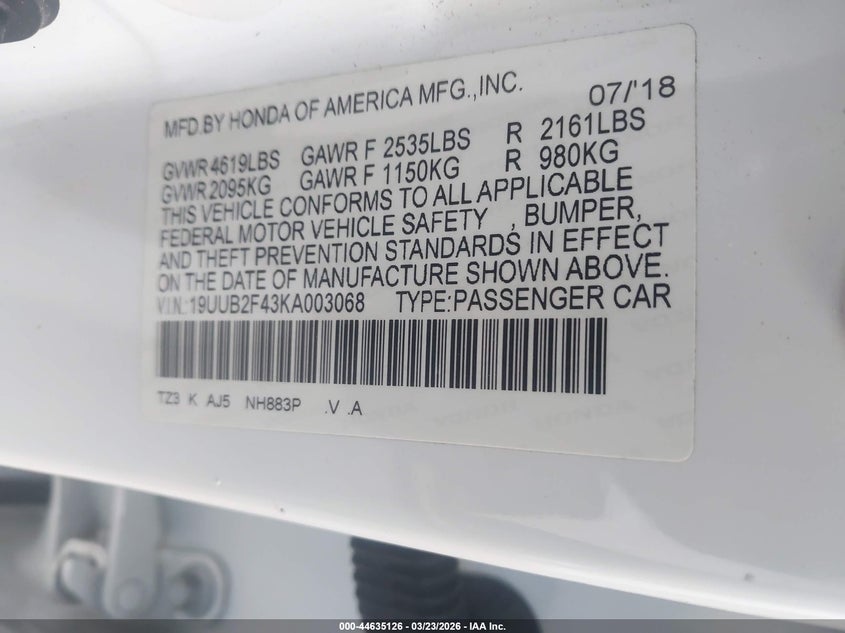 MFD.BY HONDA OF AMERICA MFG.,INC. 07/'18
GVWR 4619LBS GAWR F 2535LBS R 2161LBS
GVWR 2095KG GAWR F 1150KG R 980KG
THIS VEHICLE CONFORMS TO ALL APPLICABLE
FEDERAL MOTOR VEHICLE SAFETY , BUMPER,
AND THEFT PREVENTION STANDARDS IN EFFECT
ON THE DATE OF MANUFACTURE SHOWN ABOVE.
V.I.N.:19UUB2F43KA003068 TYPE:PASSENGER CAR
TZ3 K AJ5 NH883P .V .A
000-44635126 - 03/23/2026 - IAA Inc.